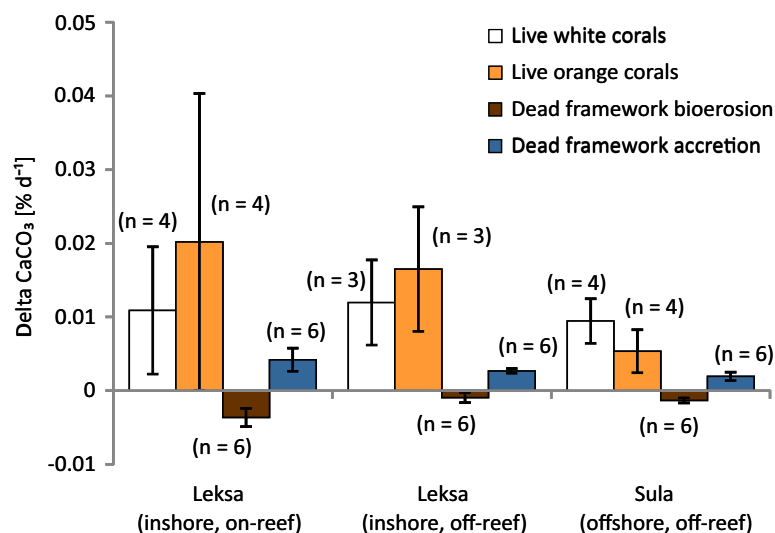 0.05
0.04
0.03
0.02
0.01
0
-0.01
Delta CaCO₃ [% d⁻¹]
Live white corals
Live orange corals
Dead framework bioerosion
Dead framework accretion
(n = 4)
(n = 4)
(n = 6)
(n = 6)
(n = 3)
(n = 3)
(n = 6)
(n = 6)
(n = 4)
(n = 4)
(n = 6)
(n = 6)
Leksa
(inshore, on-reef)
Leksa
(inshore, off-reef)
Sula
(offshore, off-reef)